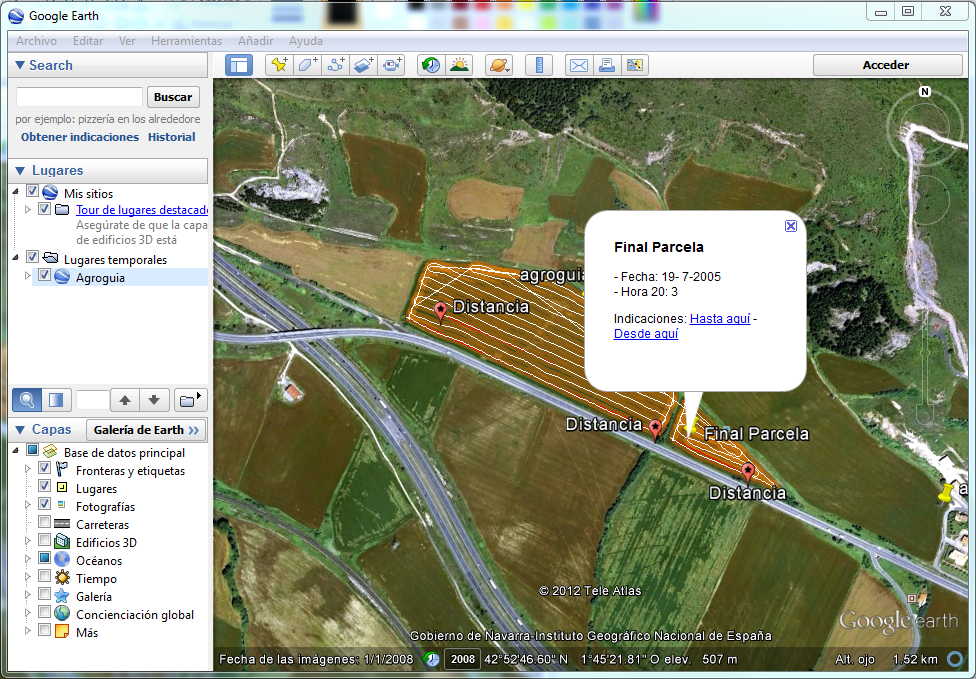 Google Earth
Archivo Editar Ver Herramientas Añadir Ayuda
Search
Acceder
Buscar
por ejemplo: pizzería en los alrededore
Obtener indicaciones Historial
Lugares
Mis sitios
Tour de lugares destacado
Asegúrate de que la capa
de edificios 3D está
Lugares temporales
Agroguia
Capas
Galería de Earth »
Base de datos principal
Fronteras y etiquetas
Lugares
Fotografías
Carreteras
Edificios 3D
Océanos
Tiempo
Galería
Concienciación global
Más
N
Final Parcela
- Fecha: 19- 7-2005
- Hora 20: 3
Indicaciones: Hasta aquí -
Desde aquí
agroguia
Distancia
Distancia
Final Parcela
Distancia
a
© 2012 Tele Atlas
Google earth
Gobierno de Navarra-Instituto Geográfico Nacional de España
Fecha de las imágenes: 1/1/2008 2008 42°52'46.60" N 1°45'21.81" O elev. 507 m Alt. ojo 1.52 km